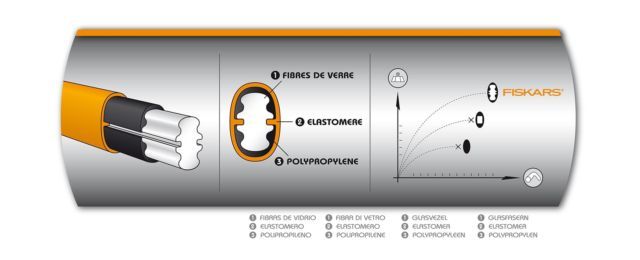 1 FIBRES DE VERRE
2 ELASTOMERE
3 POLYPROPYLENE
FISKARS®
1 FIBRAS DE VIDRIO
2 ELASTOMERO
3 POLIPROPILENO
1 FIBRA DI VETRO
2 ELASTOMERO
3 POLIPROPILENE
1 GLASVEZEL
2 ELASTOMER
3 POLYPROPYLEEN
1 GLASFASERN
2 ELASTOMER
3 POLYPROPYLEN